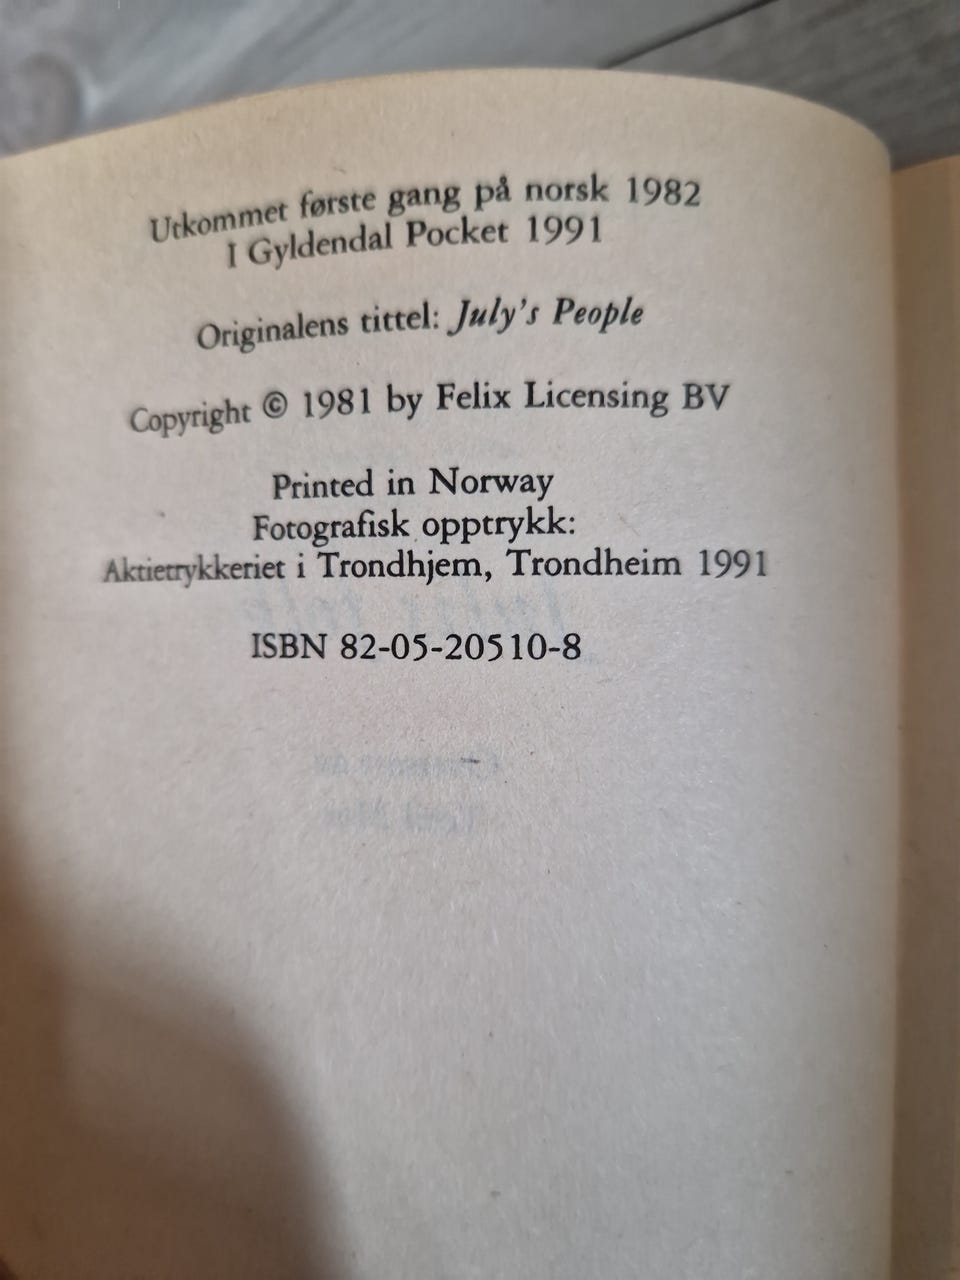 Utkommet første gang på norsk 1982
I Gyldendal Pocket 1991
Originalens tittel: July's People
Copyright © 1981 by Felix Licensing BV
Printed in Norway
Fotografisk opptrykk:
Aktietrykkeriet i Trondhjem, Trondheim 1991
ISBN 82-05-20510-8